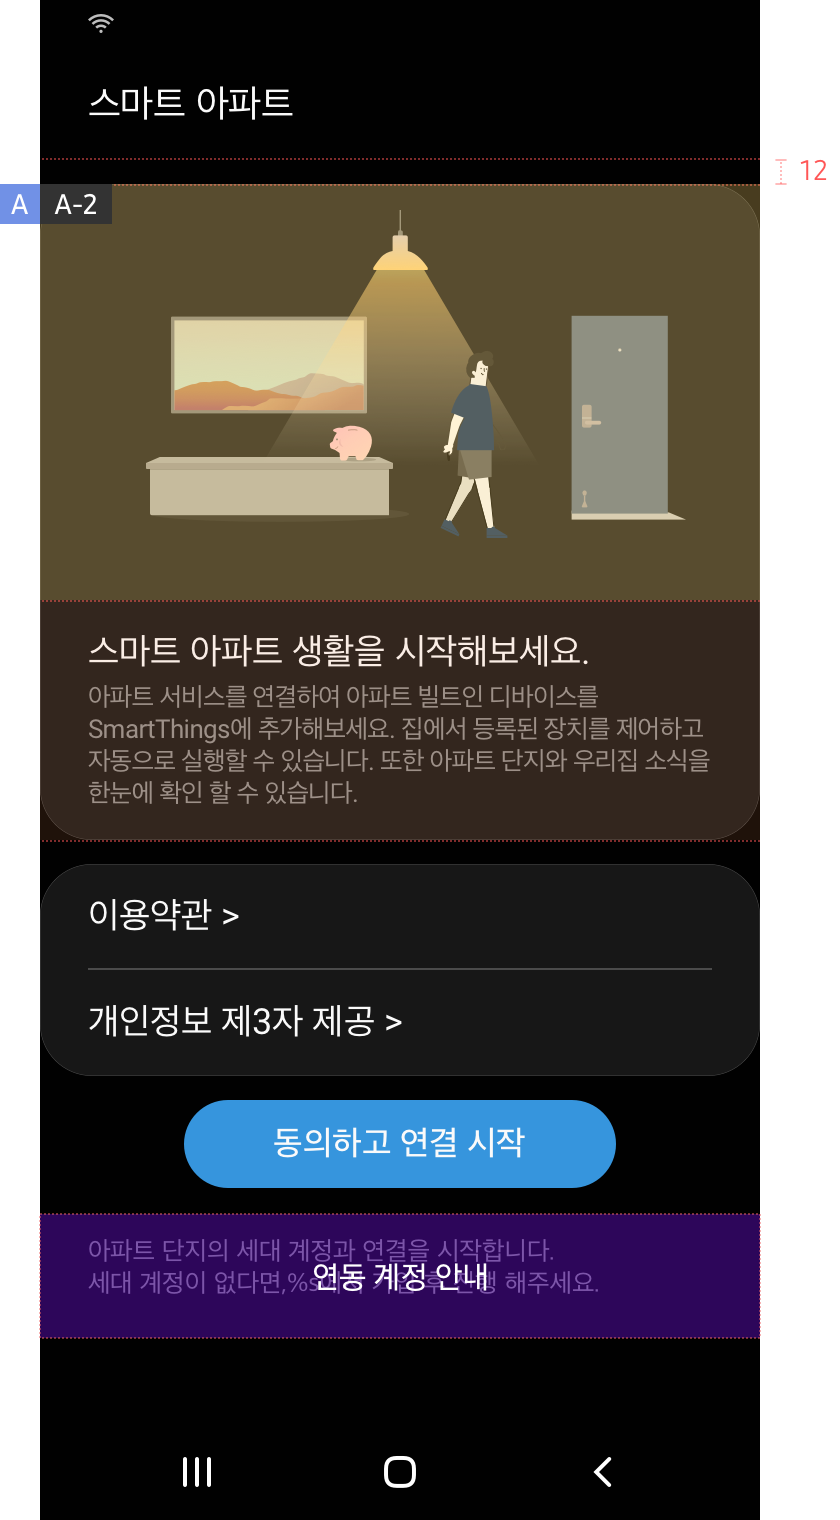 스마트 아파트
12
A
A-2
스마트 아파트 생활을 시작해보세요.
아파트 서비스를 연결하여 아파트 빌트인 디바이스를
SmartThings에 추가해보세요. 집에서 등록된 장치를 제어하고
자동으로 실행할 수 있습니다. 또한 아파트 단지와 우리집 소식을
한눈에 확인 할 수 있습니다.
이용약관 >
개인정보 제3자 제공 >
동의하고 연결 시작
아파트 단지의 세대 계정과 연결을 시작합니다.
세대 계정이 없다면,%s 후 해주세요.
연동 계정 안내